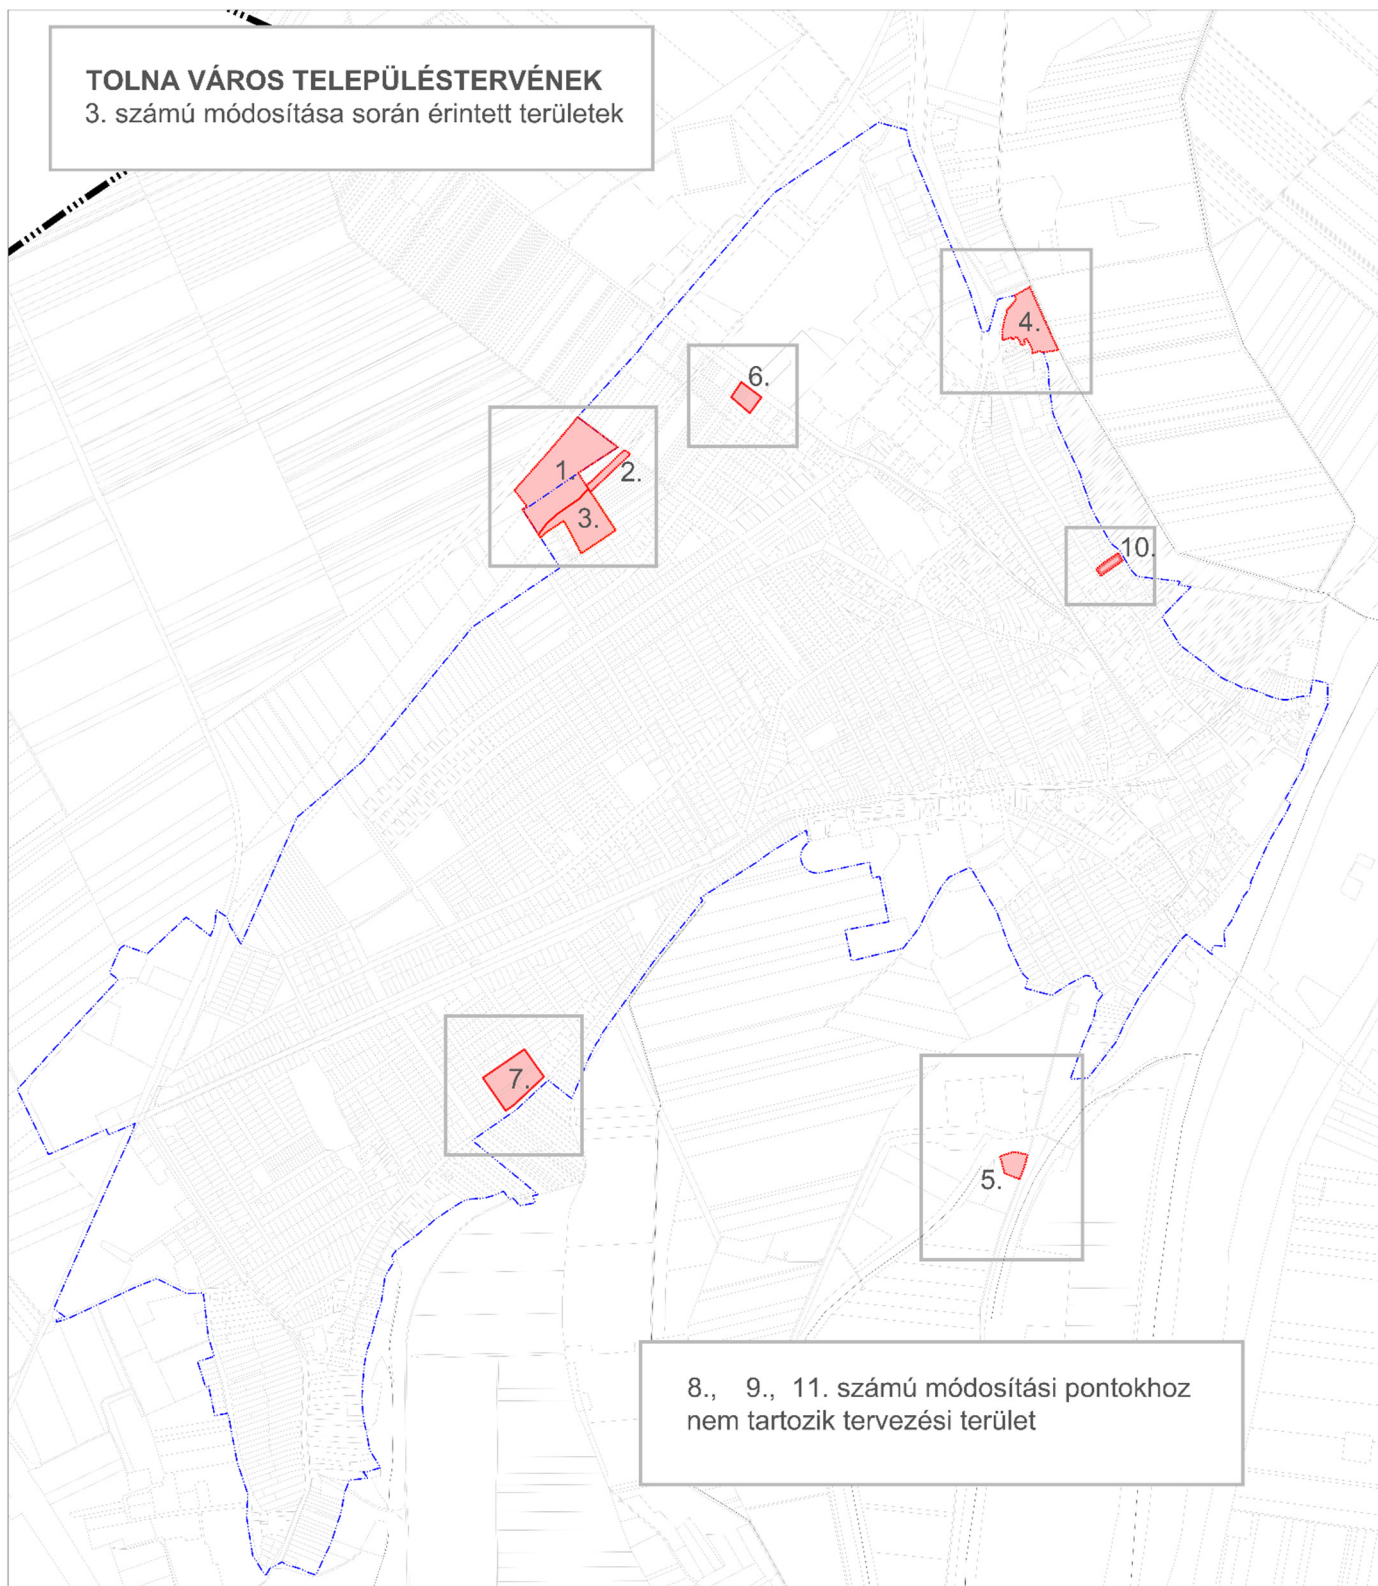 TOLNA VÁROS TELEPÜLÉSTERVÉNEK
3. számú módosítása során érintett területek
4.
6.
1.
2.
3.
10.
7.
5.
8., 9., 11. számú módosítási pontokhoz
nem tartozik tervezési terület